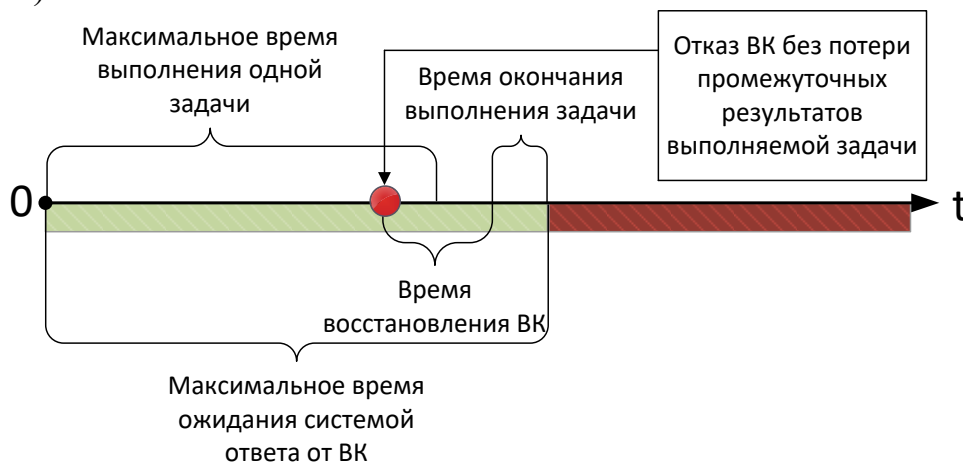 )
Максимальное время
выполнения одной
задачи
Время окончания
выполнения задачи
Отказ ВК без потери
промежуточных
результатов
выполняемой задачи
0
t
Время
восстановления ВК
Максимальное время
ожидания системой
ответа от ВК